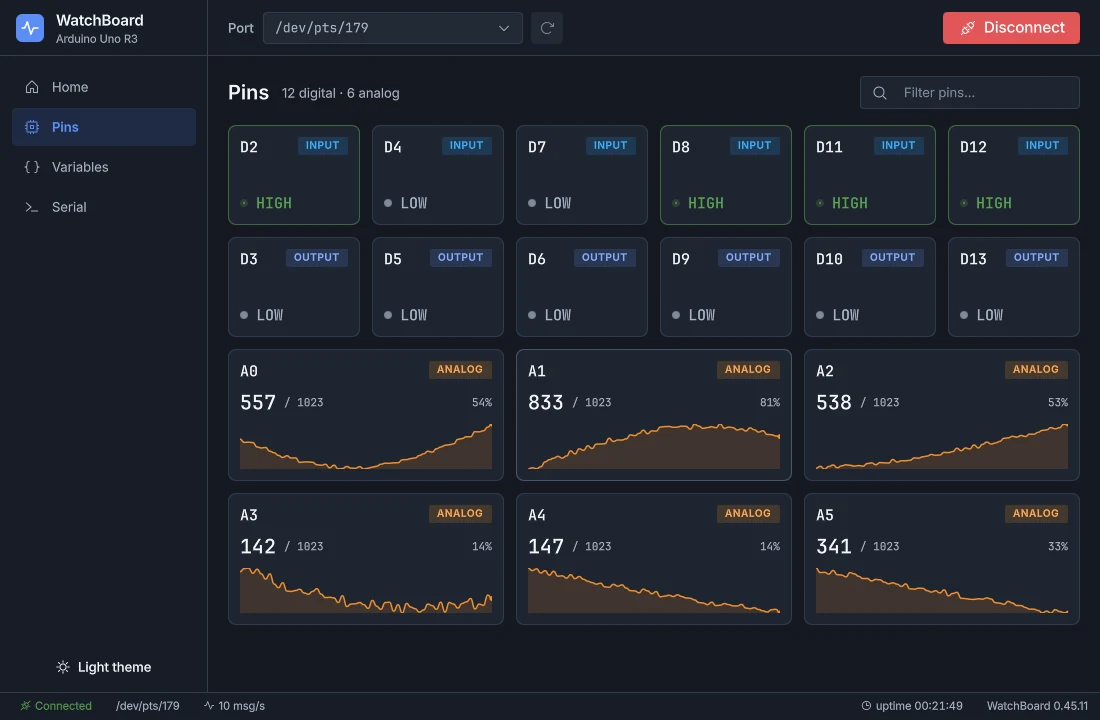 WatchBoard
Arduino Uno R3
Port /dev/pts/179 Disconnect
Home
Pins
{} Variables
Serial
Light theme
Pins 12 digital · 6 analog Filter pins...
D2 INPUT
HIGH
D4 INPUT
LOW
D7 INPUT
LOW
D8 INPUT
HIGH
D11 INPUT
HIGH
D12 INPUT
HIGH
D3 OUTPUT
LOW
D5 OUTPUT
LOW
D6 OUTPUT
LOW
D9 OUTPUT
LOW
D10 OUTPUT
LOW
D13 OUTPUT
LOW
A0 ANALOG
557 / 1023 54%
A1 ANALOG
833 / 1023 81%
A2 ANALOG
538 / 1023 53%
A3 ANALOG
142 / 1023 14%
A4 ANALOG
147 / 1023 14%
A5 ANALOG
341 / 1023 33%
Connected /dev/pts/179 10 msg/s uptime 00:21:49 WatchBoard 0.45.11